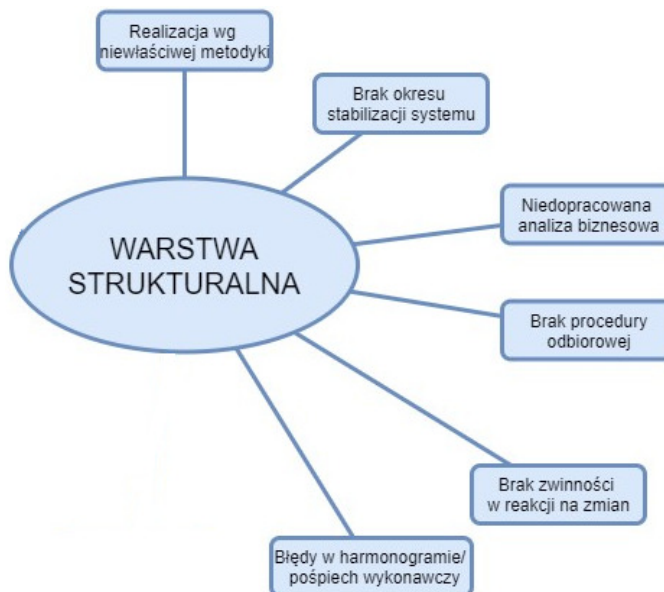 Realizacja wg
niewłaściwej metodyki
Brak okresu
stabilizacji systemu
Niedopracowana
analiza biznesowa
WARSTWA
STRUKTURALNA
Brak procedury
odbiorowej
Brak zwinności
w reakcji na zmian
Błędy w harmonogramie/
pośpiech wykonawczy